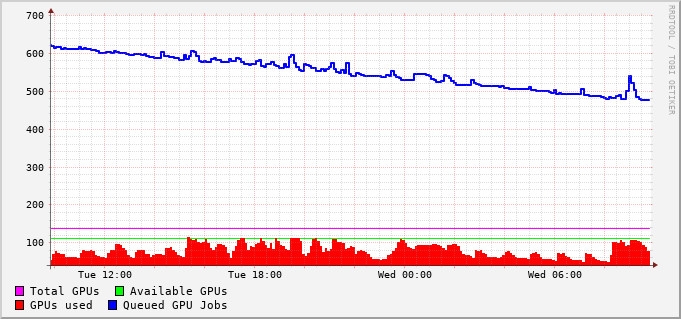 700
600
500
400
300
200
100
Tue 12:00 Tue 18:00 Wed 00:00 Wed 06:00
Total GPUs Available GPUs
GPUs used Queued GPU Jobs
RRDTOOL / TOBI OETIKER